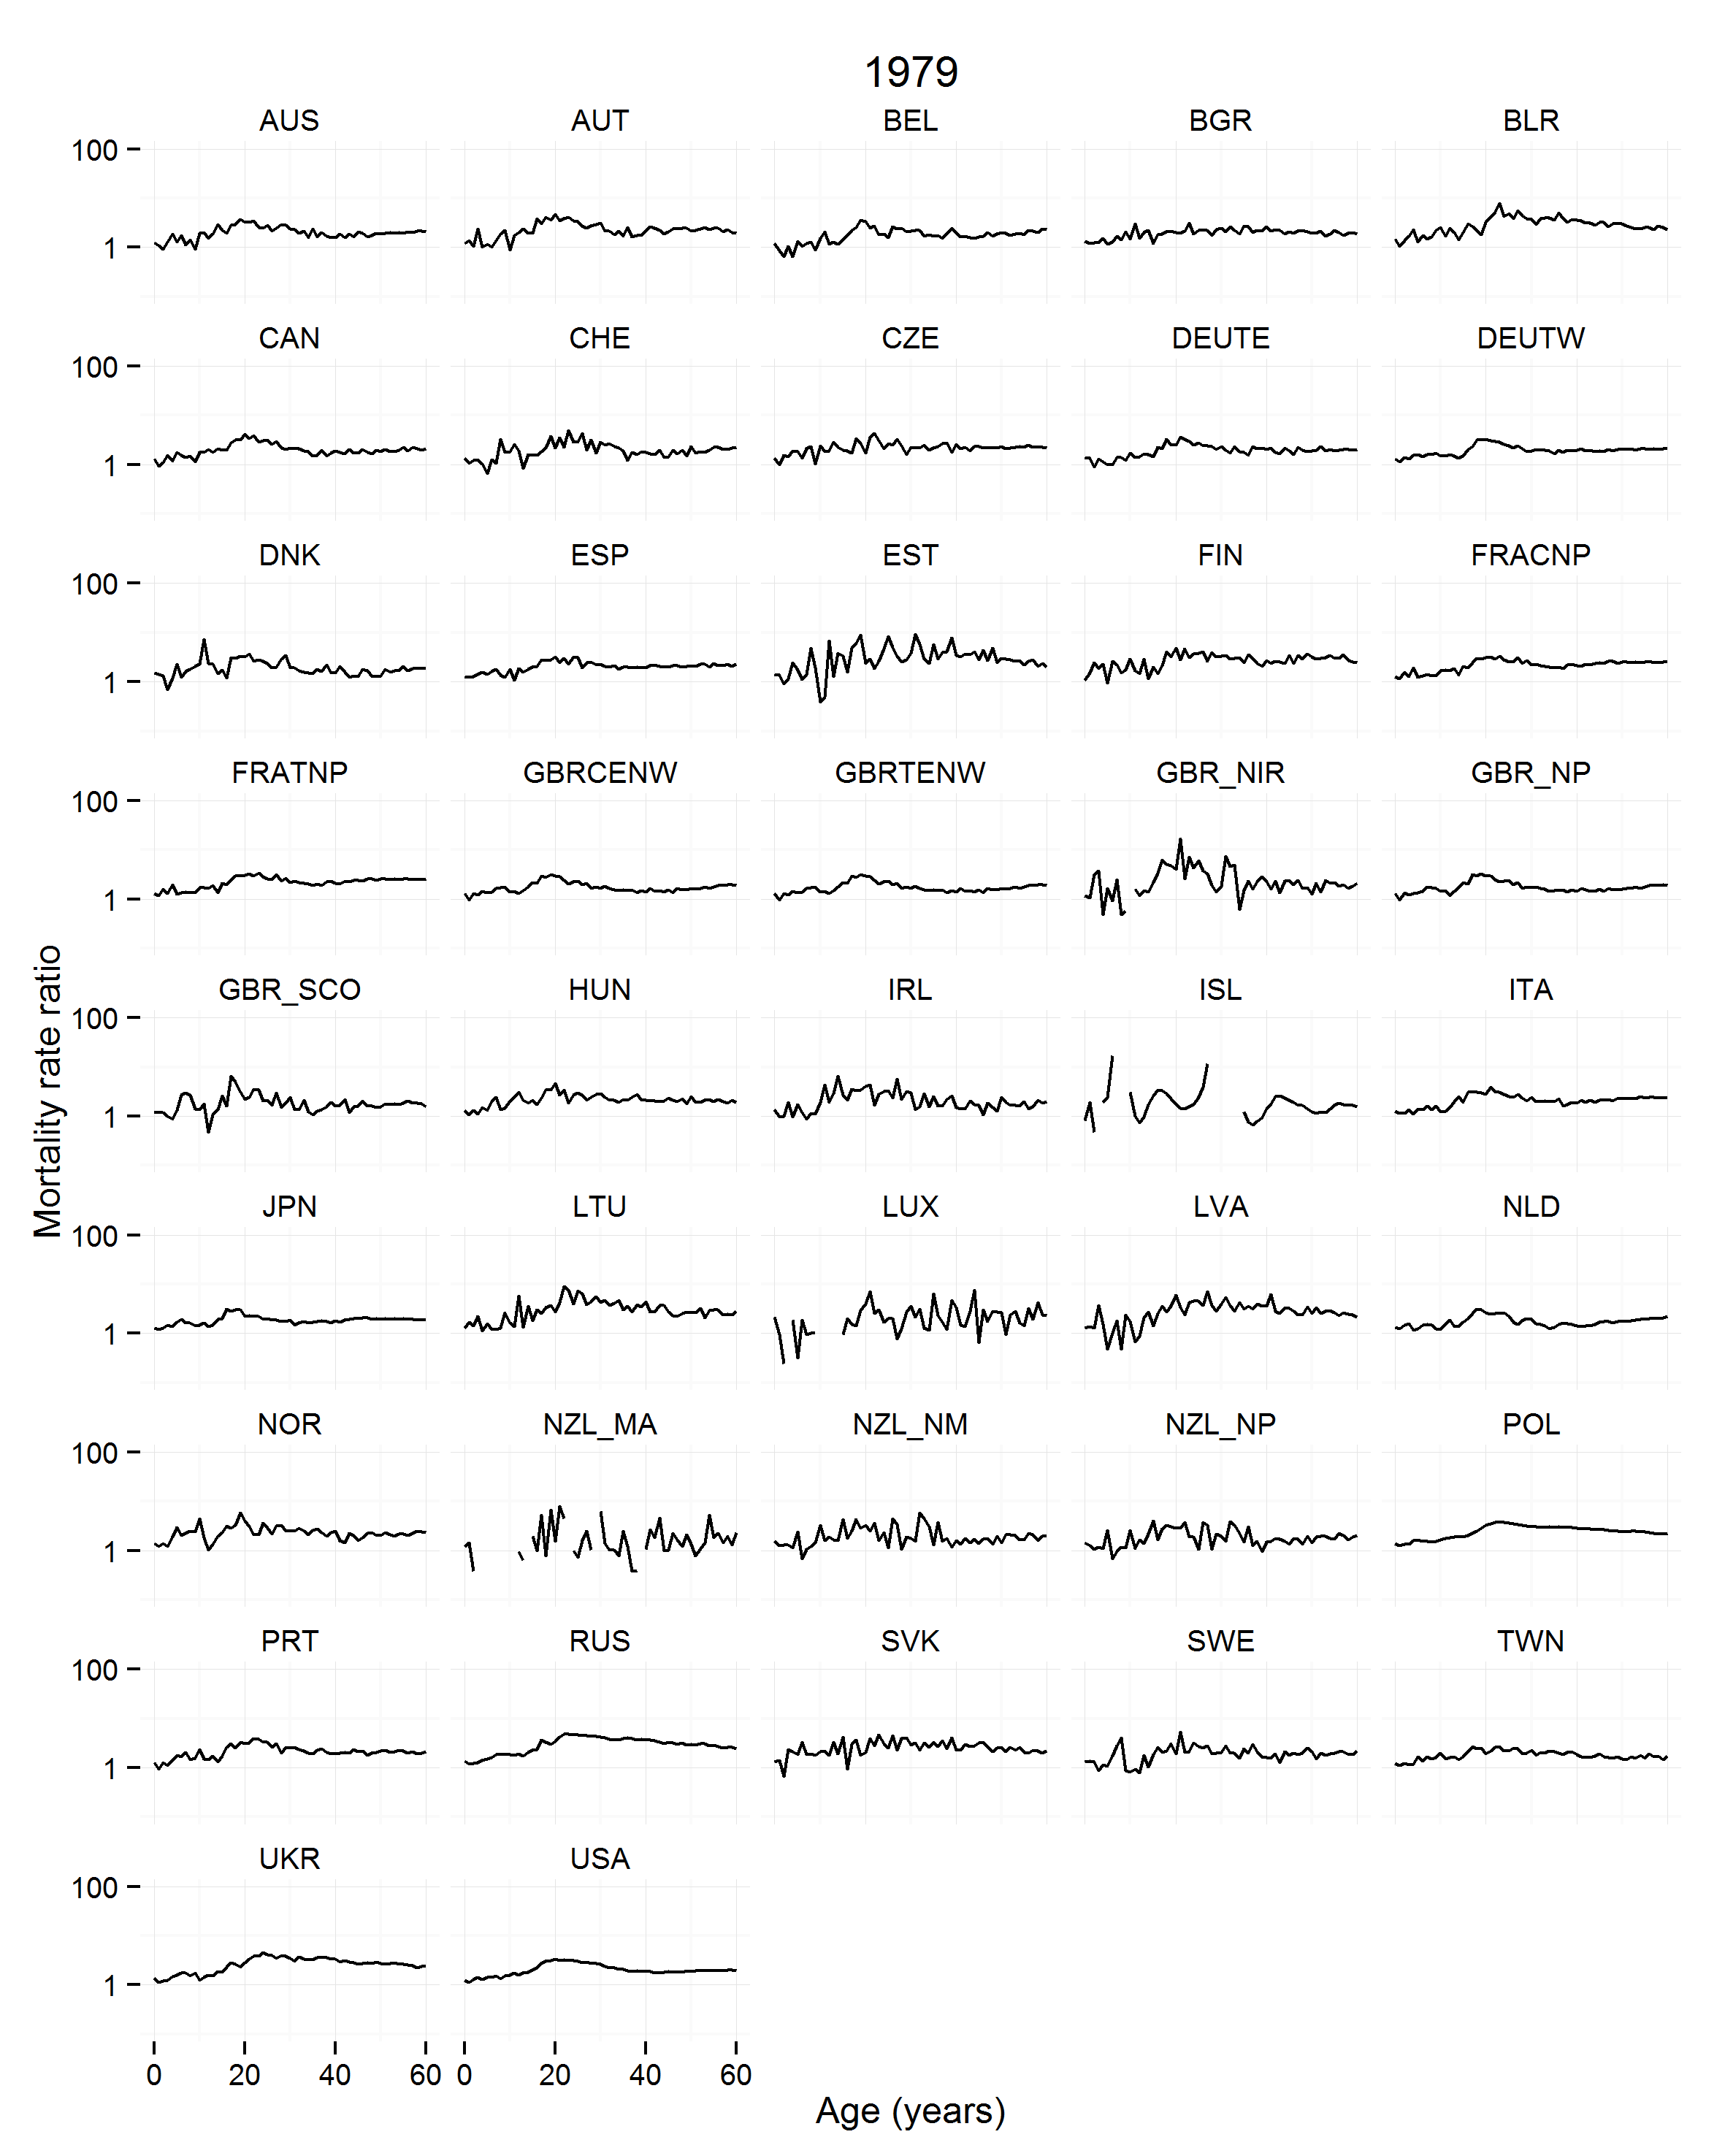 1979
AUS AUT BEL BGR BLR
100
1
CAN CHE CZE DEUTE DEUTW
100
1
DNK ESP EST FIN FRACNP
100
1
FRATNP GBRCENW GBRTENW GBR_NIR GBR_NP
100
1
Mortality rate ratio
GBR_SCO HUN IRL ISL ITA
100
1
JPN LTU LUX LVA NLD
100
1
NOR NZL_MA NZL_NM NZL_NP POL
100
1
PRT RUS SVK SWE TWN
100
1
UKR USA
100
1
0 20 40 60 0 20 40 60
Age (years)